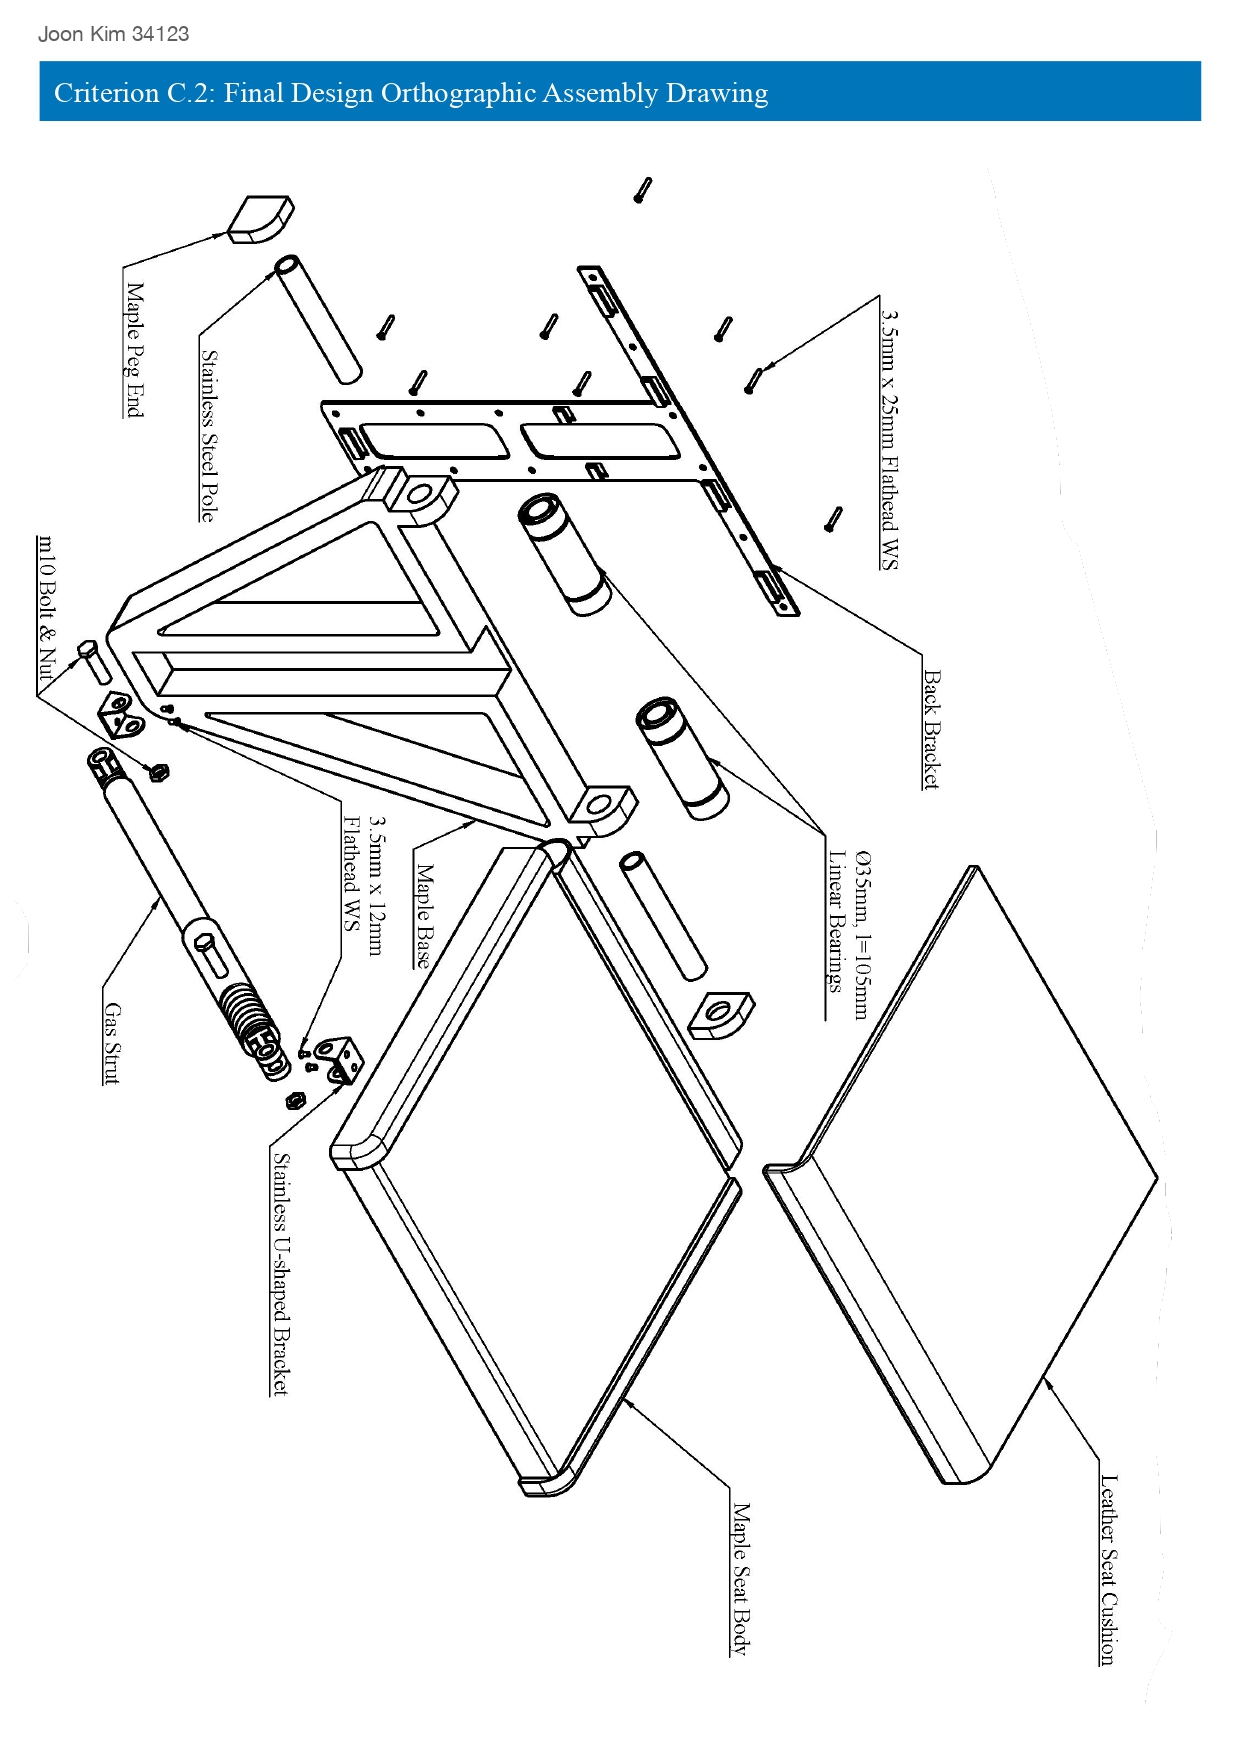 Joon Kim 34123
Criterion C.2: Final Design Orthographic Assembly Drawing
Maple Peg End
Stainless Steel Pole
3.5mm x 25mm Flathead WS
m10 Bolt & Nut
Back Bracket
3.5mm x 12mm
Flathead WS
Maple Base
Ø35mm, l=105mm
Linear Bearings
Gas Strut
Stainless U-shaped Bracket
Leather Seat Cushion
Maple Seat Body